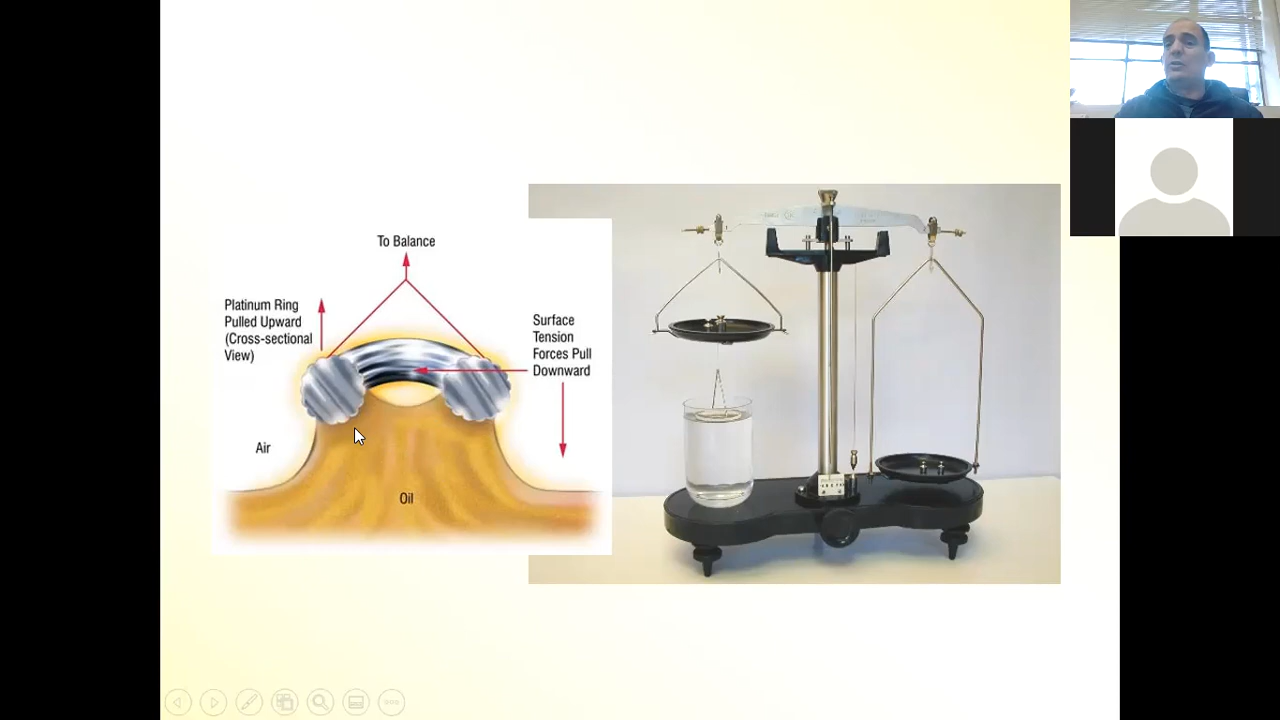 To Balance
Platinum Ring
Pulled Upward
(Cross-sectional
View)
Surface
Tension
Forces Pull
Downward
Air
Oil